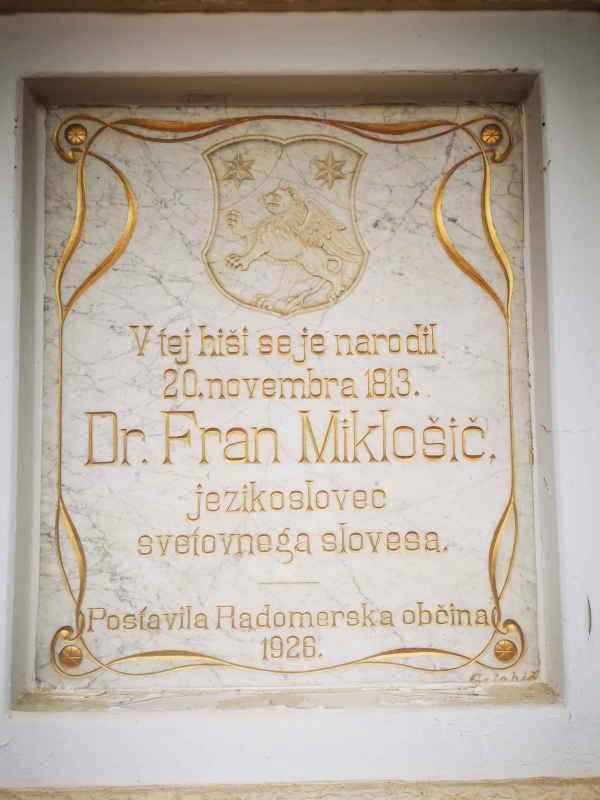 V tej hiši se je narodil
20. novembra 1813.
Dr. Fran Miklošič,
jezikoslovec
svetovnega slovesa.
Postavila Radomerska občina
1926.